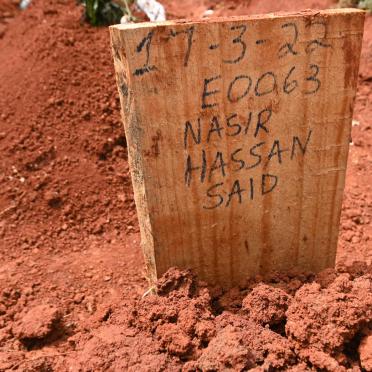 17-3-22
E0063
NASIR
HASSAN
SAID